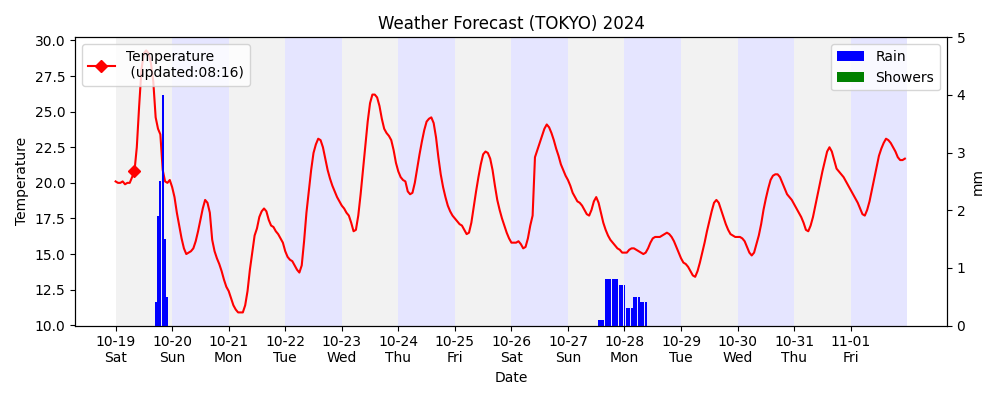 Weather Forecast (TOKYO) 2024
Temperature
(updated:08:16)
Rain
Showers
Temperature
30.0
27.5
25.0
22.5
20.0
17.5
15.0
12.5
10.0
5
4
3
2
1
0
mm
10-19 10-20 10-21 10-22 10-23 10-24 10-25 10-26 10-27 10-28 10-29 10-30 10-31 11-01
Sat Sun Mon Tue Wed Thu Fri Sat Sun Mon Tue Wed Thu Fri
Date